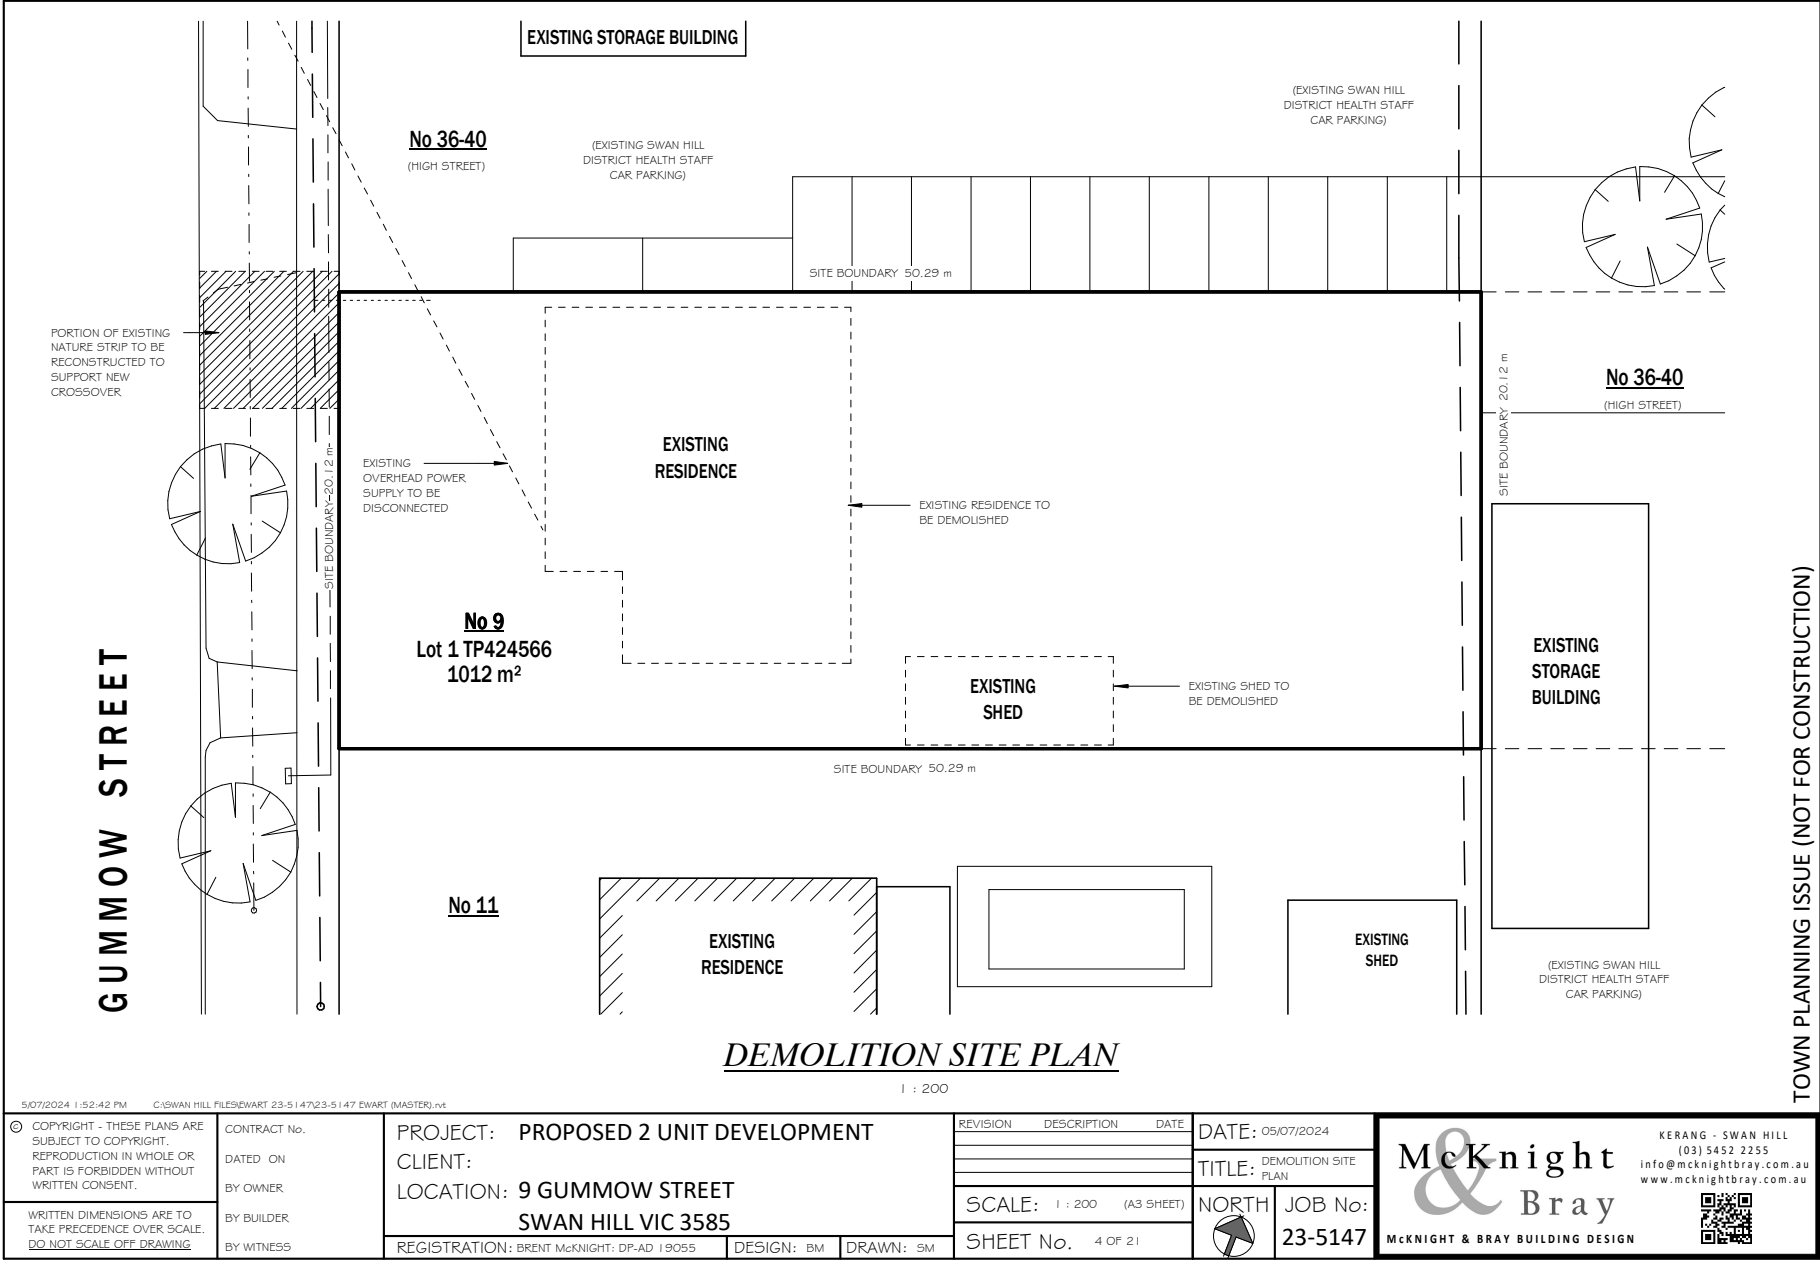 EXISTING STORAGE BUILDING
No 36-40
(HIGH STREET)
(EXISTING SWAN HILL
DISTRICT HEALTH STAFF
CAR PARKING)
(EXISTING SWAN HILL
DISTRICT HEALTH STAFF
CAR PARKING)
SITE BOUNDARY 50.29 m
PORTION OF EXISTING
NATURE STRIP TO BE
RECONSTRUCTED TO
SUPPORT NEW
CROSSOVER
SITE BOUNDARY 20.12 m
EXISTING
OVERHEAD POWER
SUPPLY TO BE
DISCONNECTED
EXISTING
RESIDENCE
EXISTING RESIDENCE TO
BE DEMOLISHED
SITE BOUNDARY 20.12 m
No 36-40
(HIGH STREET)
No 9
Lot 1 TP424566
1012 m²
EXISTING
SHED
EXISTING SHED TO
BE DEMOLISHED
EXISTING
STORAGE
BUILDING
SITE BOUNDARY 50.29 m
GUMMOW STREET
No 11
EXISTING
RESIDENCE
EXISTING
SHED
(EXISTING SWAN HILL
DISTRICT HEALTH STAFF
CAR PARKING)
TOWN PLANNING ISSUE (NOT FOR CONSTRUCTION)
DEMOLITION SITE PLAN
1 : 200
5/07/2024 1:52:42 PM C:\SWAN HILL FILES\EWART 23-5147\23-5147 EWART (MASTER).rvt
© COPYRIGHT - THESE PLANS ARE
SUBJECT TO COPYRIGHT.
REPRODUCTION IN WHOLE OR
PART IS FORBIDDEN WITHOUT
WRITTEN CONSENT.
WRITTEN DIMENSIONS ARE TO
TAKE PRECEDENCE OVER SCALE.
DO NOT SCALE OFF DRAWING
CONTRACT No.
DATED ON
BY OWNER
BY BUILDER
BY WITNESS
PROJECT: PROPOSED 2 UNIT DEVELOPMENT
CLIENT:
LOCATION: 9 GUMMOW STREET
SWAN HILL VIC 3585
REGISTRATION: BRENT McKNIGHT: DP-AD 19055
DESIGN: BM
DRAWN: SM
REVISION DESCRIPTION DATE
SCALE: 1 : 200 (A3 SHEET)
SHEET No. 4 OF 21
DATE: 05/07/2024
TITLE: DEMOLITION SITE
PLAN
NORTH
JOB No:
23-5147
McKnight
&
Bray
McKNIGHT & BRAY BUILDING DESIGN
KERANG - SWAN HILL
(03) 5452 2255
info@mcknightbray.com.au
www.mcknightbray.com.au